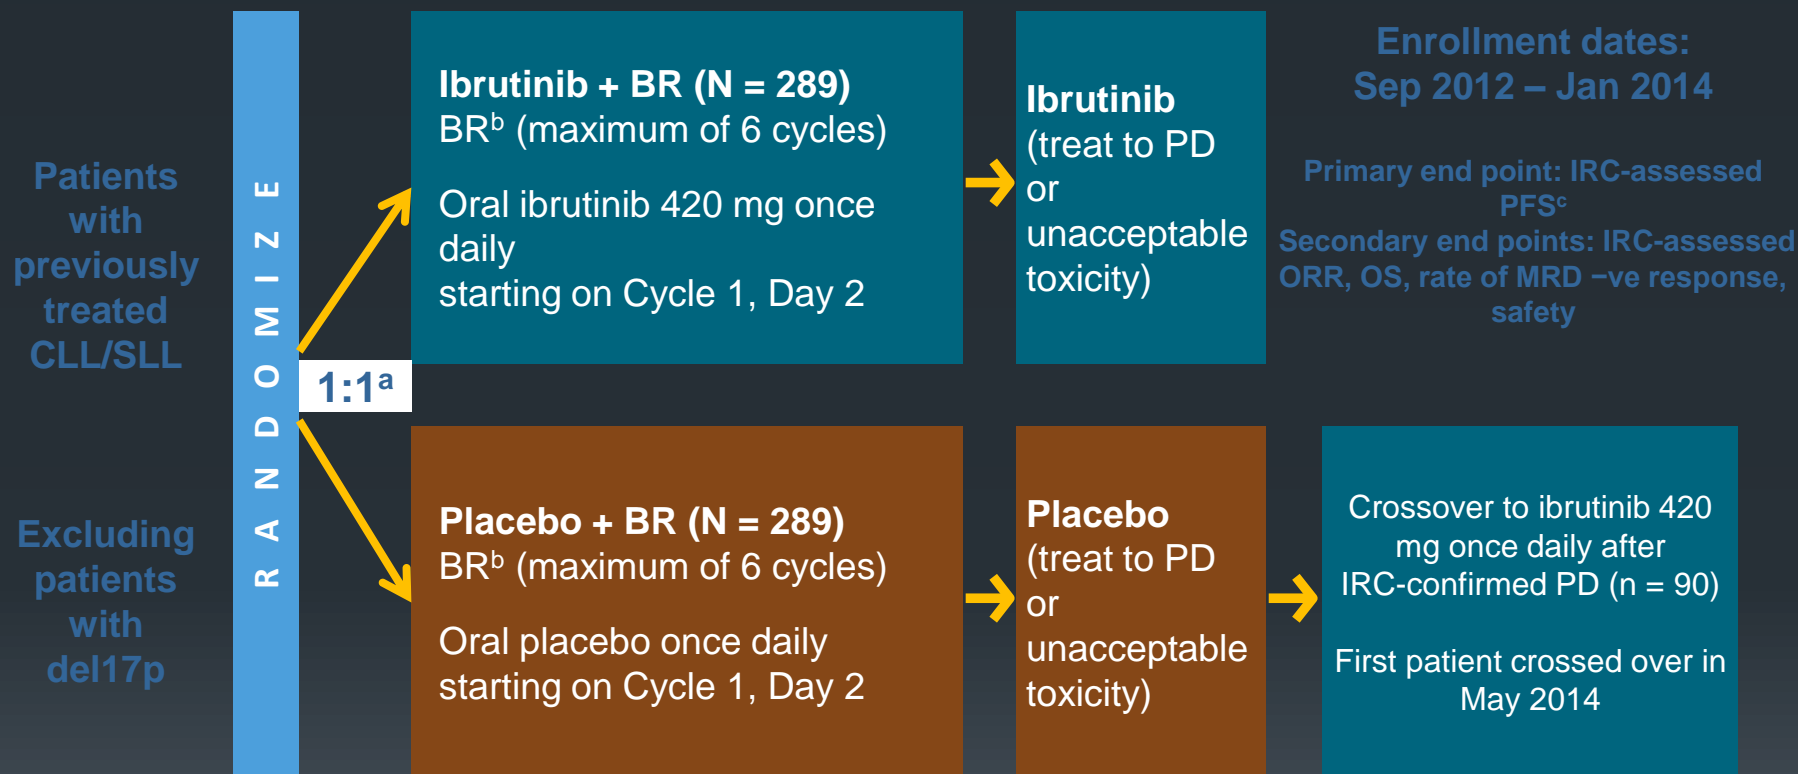 Patients
with
previously
treated
CLL/SLL
Excluding
patients
with
del17p
RANDOMIZE
1:1ᵃ
Ibrutinib + BR (N = 289)
BRᵇ (maximum of 6 cycles)
Oral ibrutinib 420 mg once
daily
starting on Cycle 1, Day 2
Ibrutinib
(treat to PD
or
unacceptable
toxicity)
Enrollment dates:
Sep 2012 – Jan 2014
Primary end point: IRC-assessed
PFSᶜ
Secondary end points: IRC-assessed
ORR, OS, rate of MRD −ve response,
safety
Placebo + BR (N = 289)
BRᵇ (maximum of 6 cycles)
Oral placebo once daily
starting on Cycle 1, Day 2
Placebo
(treat to PD
or
unacceptable
toxicity)
Crossover to ibrutinib 420
mg once daily after
IRC-confirmed PD (n = 90)
First patient crossed over in
May 2014